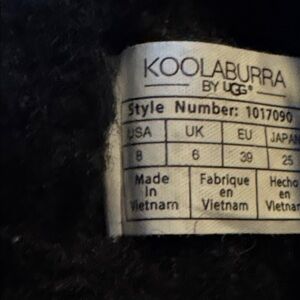 KOOLABURRA
BY UGG®
Style Number: 1017090
USA UK EU JAPAN
8 6 39 25
Made Fabrique Hecho
in en en
Vietnam Vietnam Vietnam